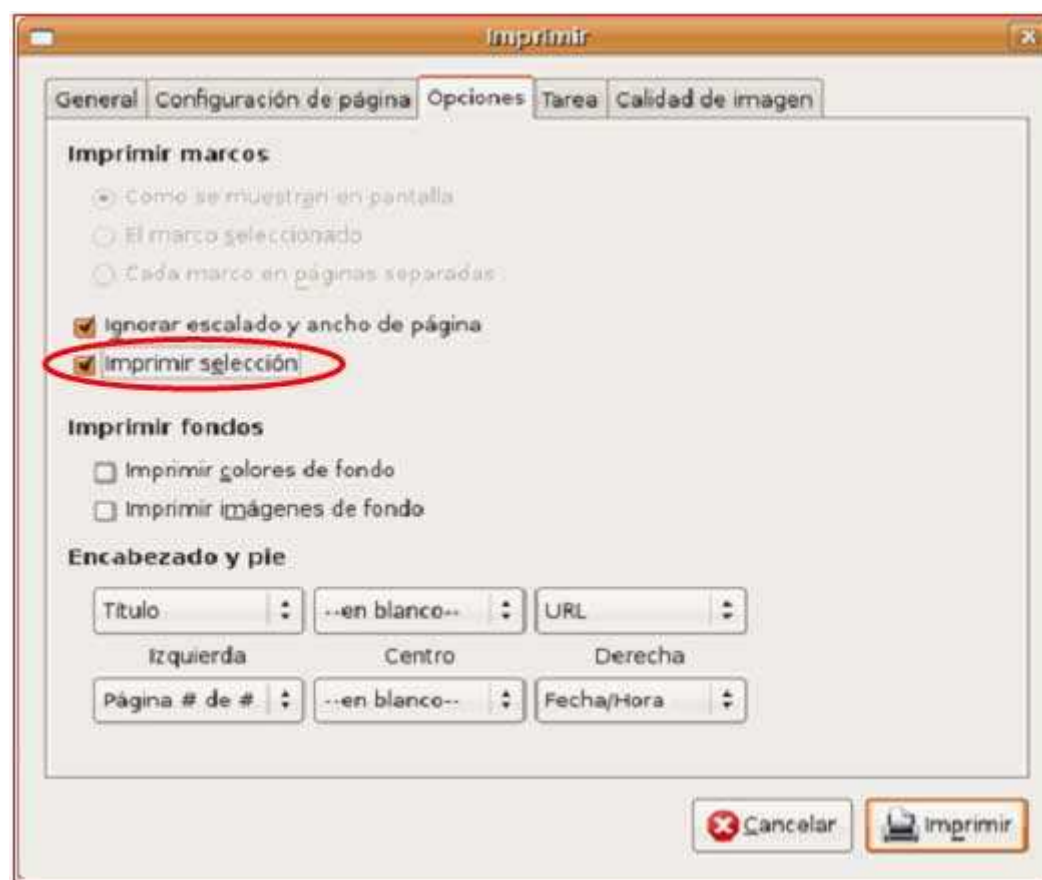 Imprimir
General Configuración de página Opciones Tarea Calidad de imagen
Imprimir marcos
Como se muestran en pantalla
El marco seleccionado
Cada marco en páginas separadas
Ignorar escalado y ancho de página
Imprimir selección
Imprimir fondos
Imprimir colores de fondo
Imprimir imágenes de fondo
Encabezado y pie
Título --en blanco-- URL
Izquierda Centro Derecha
Página # de # --en blanco-- Fecha/Hora
Cancelar Imprimir